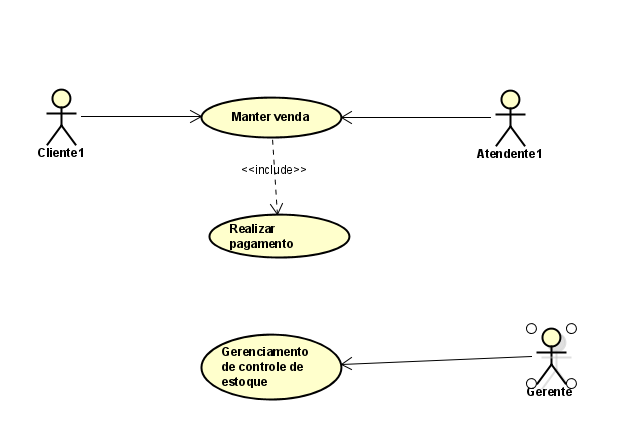 Manter venda
Cliente1
Atendente1
<<include>>
Realizar
pagamento
Gerenciamento
de controle de
estoque
Gerente